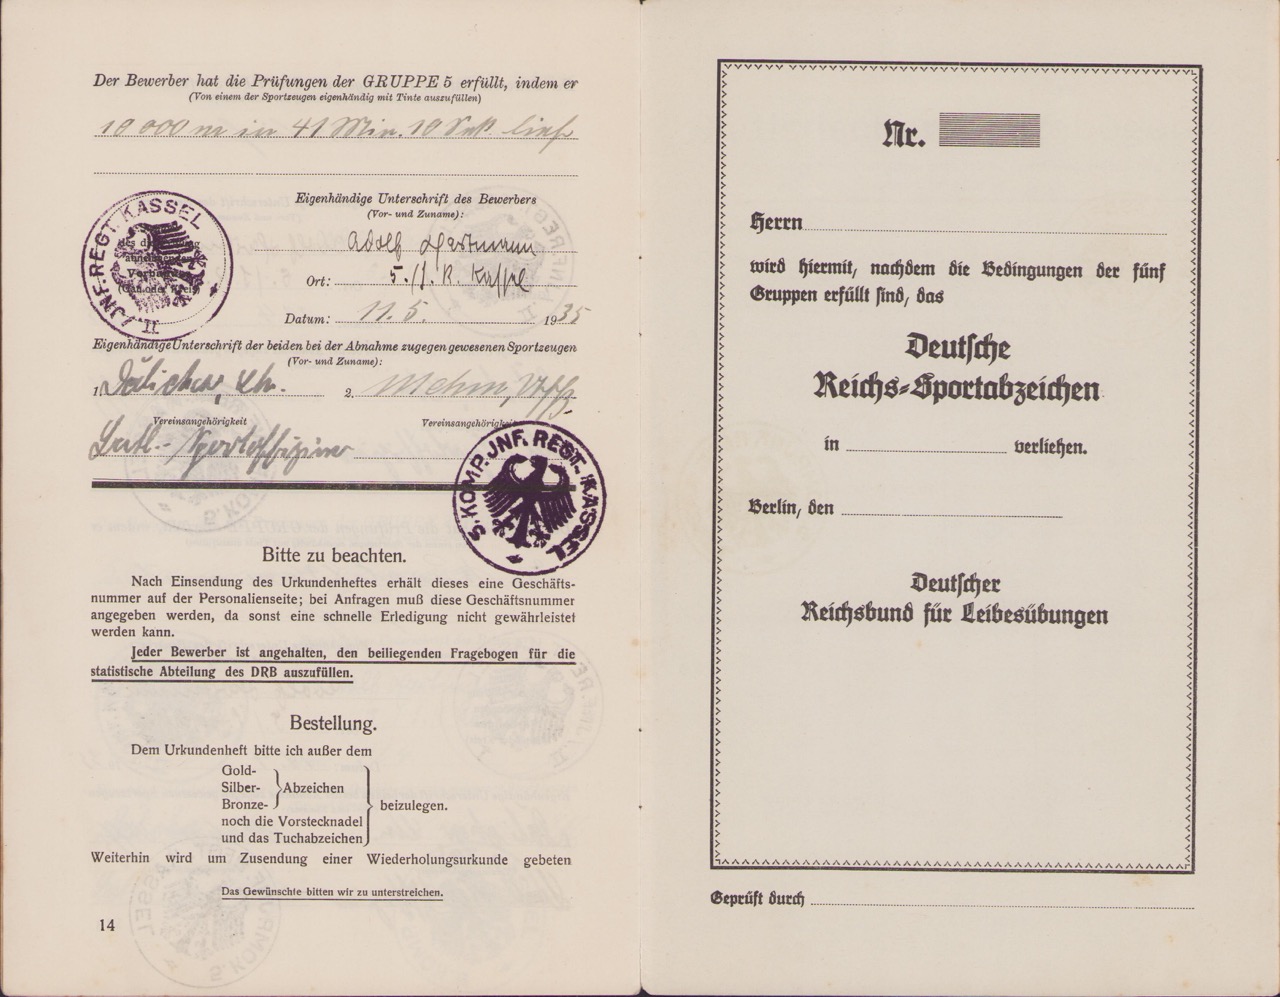 Der Bewerber hat die Prüfungen der GRUPPE 5 erfüllt, indem er
(Von einem der Sportzeugen eigenhändig mit Tinte auszufüllen)
10 000 m in 41 Min. 10 Sek. lief
II. / JNF. REGT. KASSEL
Eigenhändige Unterschrift des Bewerbers
(Vor- und Zuname):
Adolf Hartmann
Ort: 5./J. R. Kassel
Datum: 11. 5. 1935
Eigenhändige Unterschrift der beiden bei der Abnahme zugegen gewesenen Sportzeugen
(Vor- und Zuname):
1. 2.
Vereinsangehörigkeit Vereinsangehörigkeit
Sportoffizier
5. KOMP. JNF. REGT. KASSEL
Bitte zu beachten.
Nach Einsendung des Urkundenheftes erhält dieses eine Geschäfts-
nummer auf der Personalienseite; bei Anfragen muß diese Geschäftsnummer
angegeben werden, da sonst eine schnelle Erledigung nicht gewährleistet
werden kann.
Jeder Bewerber ist angehalten, den beiliegenden Fragebogen für die
statistische Abteilung des DRB auszufüllen.
Bestellung.
Dem Urkundenheft bitte ich außer dem
Gold-
Silber- Abzeichen
Bronze- beizulegen.
noch die Vorstecknadel
und das Tuchabzeichen
Weiterhin wird um Zusendung einer Wiederholungsurkunde gebeten
Das Gewünschte bitten wir zu unterstreichen.
14
Nr.
Herrn
wird hiermit, nachdem die Bedingungen der fünf
Gruppen erfüllt sind, das
Deutsche
Reichs-Sportabzeichen
in verliehen.
Berlin, den
Deutscher
Reichsbund für Leibesübungen
Geprüft durch